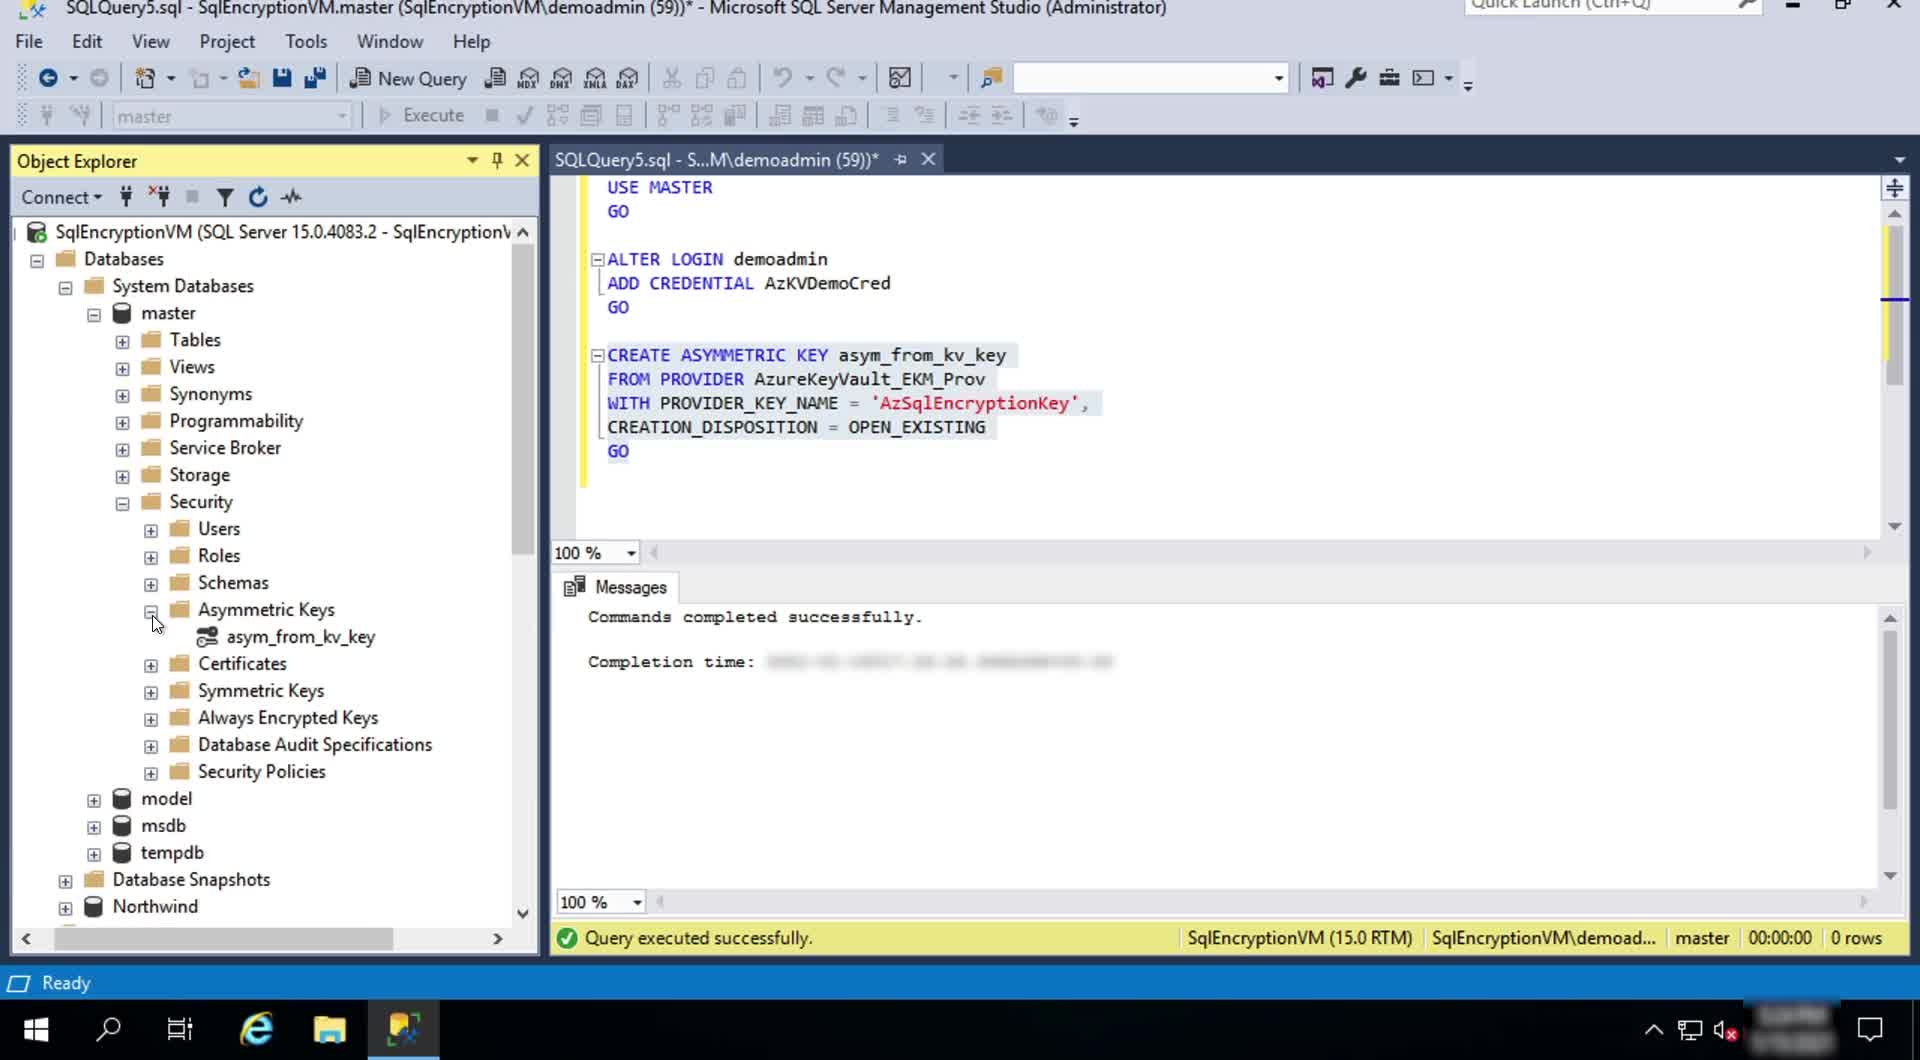 SQLQuery5.sql - SqlEncryptionVM.master (SqlEncryptionVM\demoadmin (59))* - Microsoft SQL Server Management Studio (Administrator)
Quick Launch (Ctrl+Q)
File Edit View Project Tools Window Help
New Query MDX DMX XMLA DAX
master Execute
Object Explorer
SQLQuery5.sql - S...M\demoadmin (59))*
Connect
SqlEncryptionVM (SQL Server 15.0.4083.2 - SqlEncryptionV
Databases
System Databases
master
Tables
Views
Synonyms
Programmability
Service Broker
Storage
Security
Users
Roles
Schemas
Asymmetric Keys
asym_from_kv_key
Certificates
Symmetric Keys
Always Encrypted Keys
Database Audit Specifications
Security Policies
model
msdb
tempdb
Database Snapshots
Northwind
USE MASTER
GO
ALTER LOGIN demoadmin
ADD CREDENTIAL AzKVDemoCred
GO
CREATE ASYMMETRIC KEY asym_from_kv_key
FROM PROVIDER AzureKeyVault_EKM_Prov
WITH PROVIDER_KEY_NAME = 'AzSqlEncryptionKey',
CREATION_DISPOSITION = OPEN_EXISTING
GO
100 %
Messages
Commands completed successfully.
Completion time:
100 %
Query executed successfully. SqlEncryptionVM (15.0 RTM) SqlEncryptionVM\demoad... master 00:00:00 0 rows
Ready